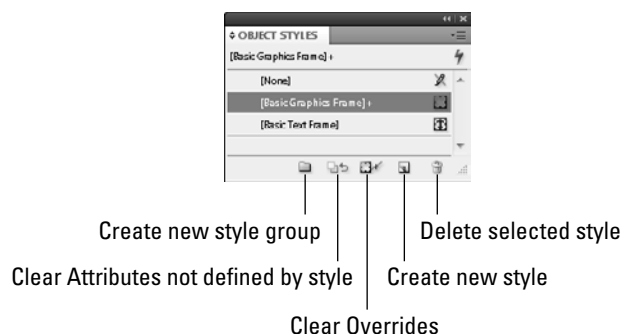 OBJECT STYLES
[Basic Graphics Frame]+
[None]
[Basic Graphics Frame]+
[Basic Text Frame]
Create new style group
Delete selected style
Clear Attributes not defined by style
Create new style
Clear Overrides